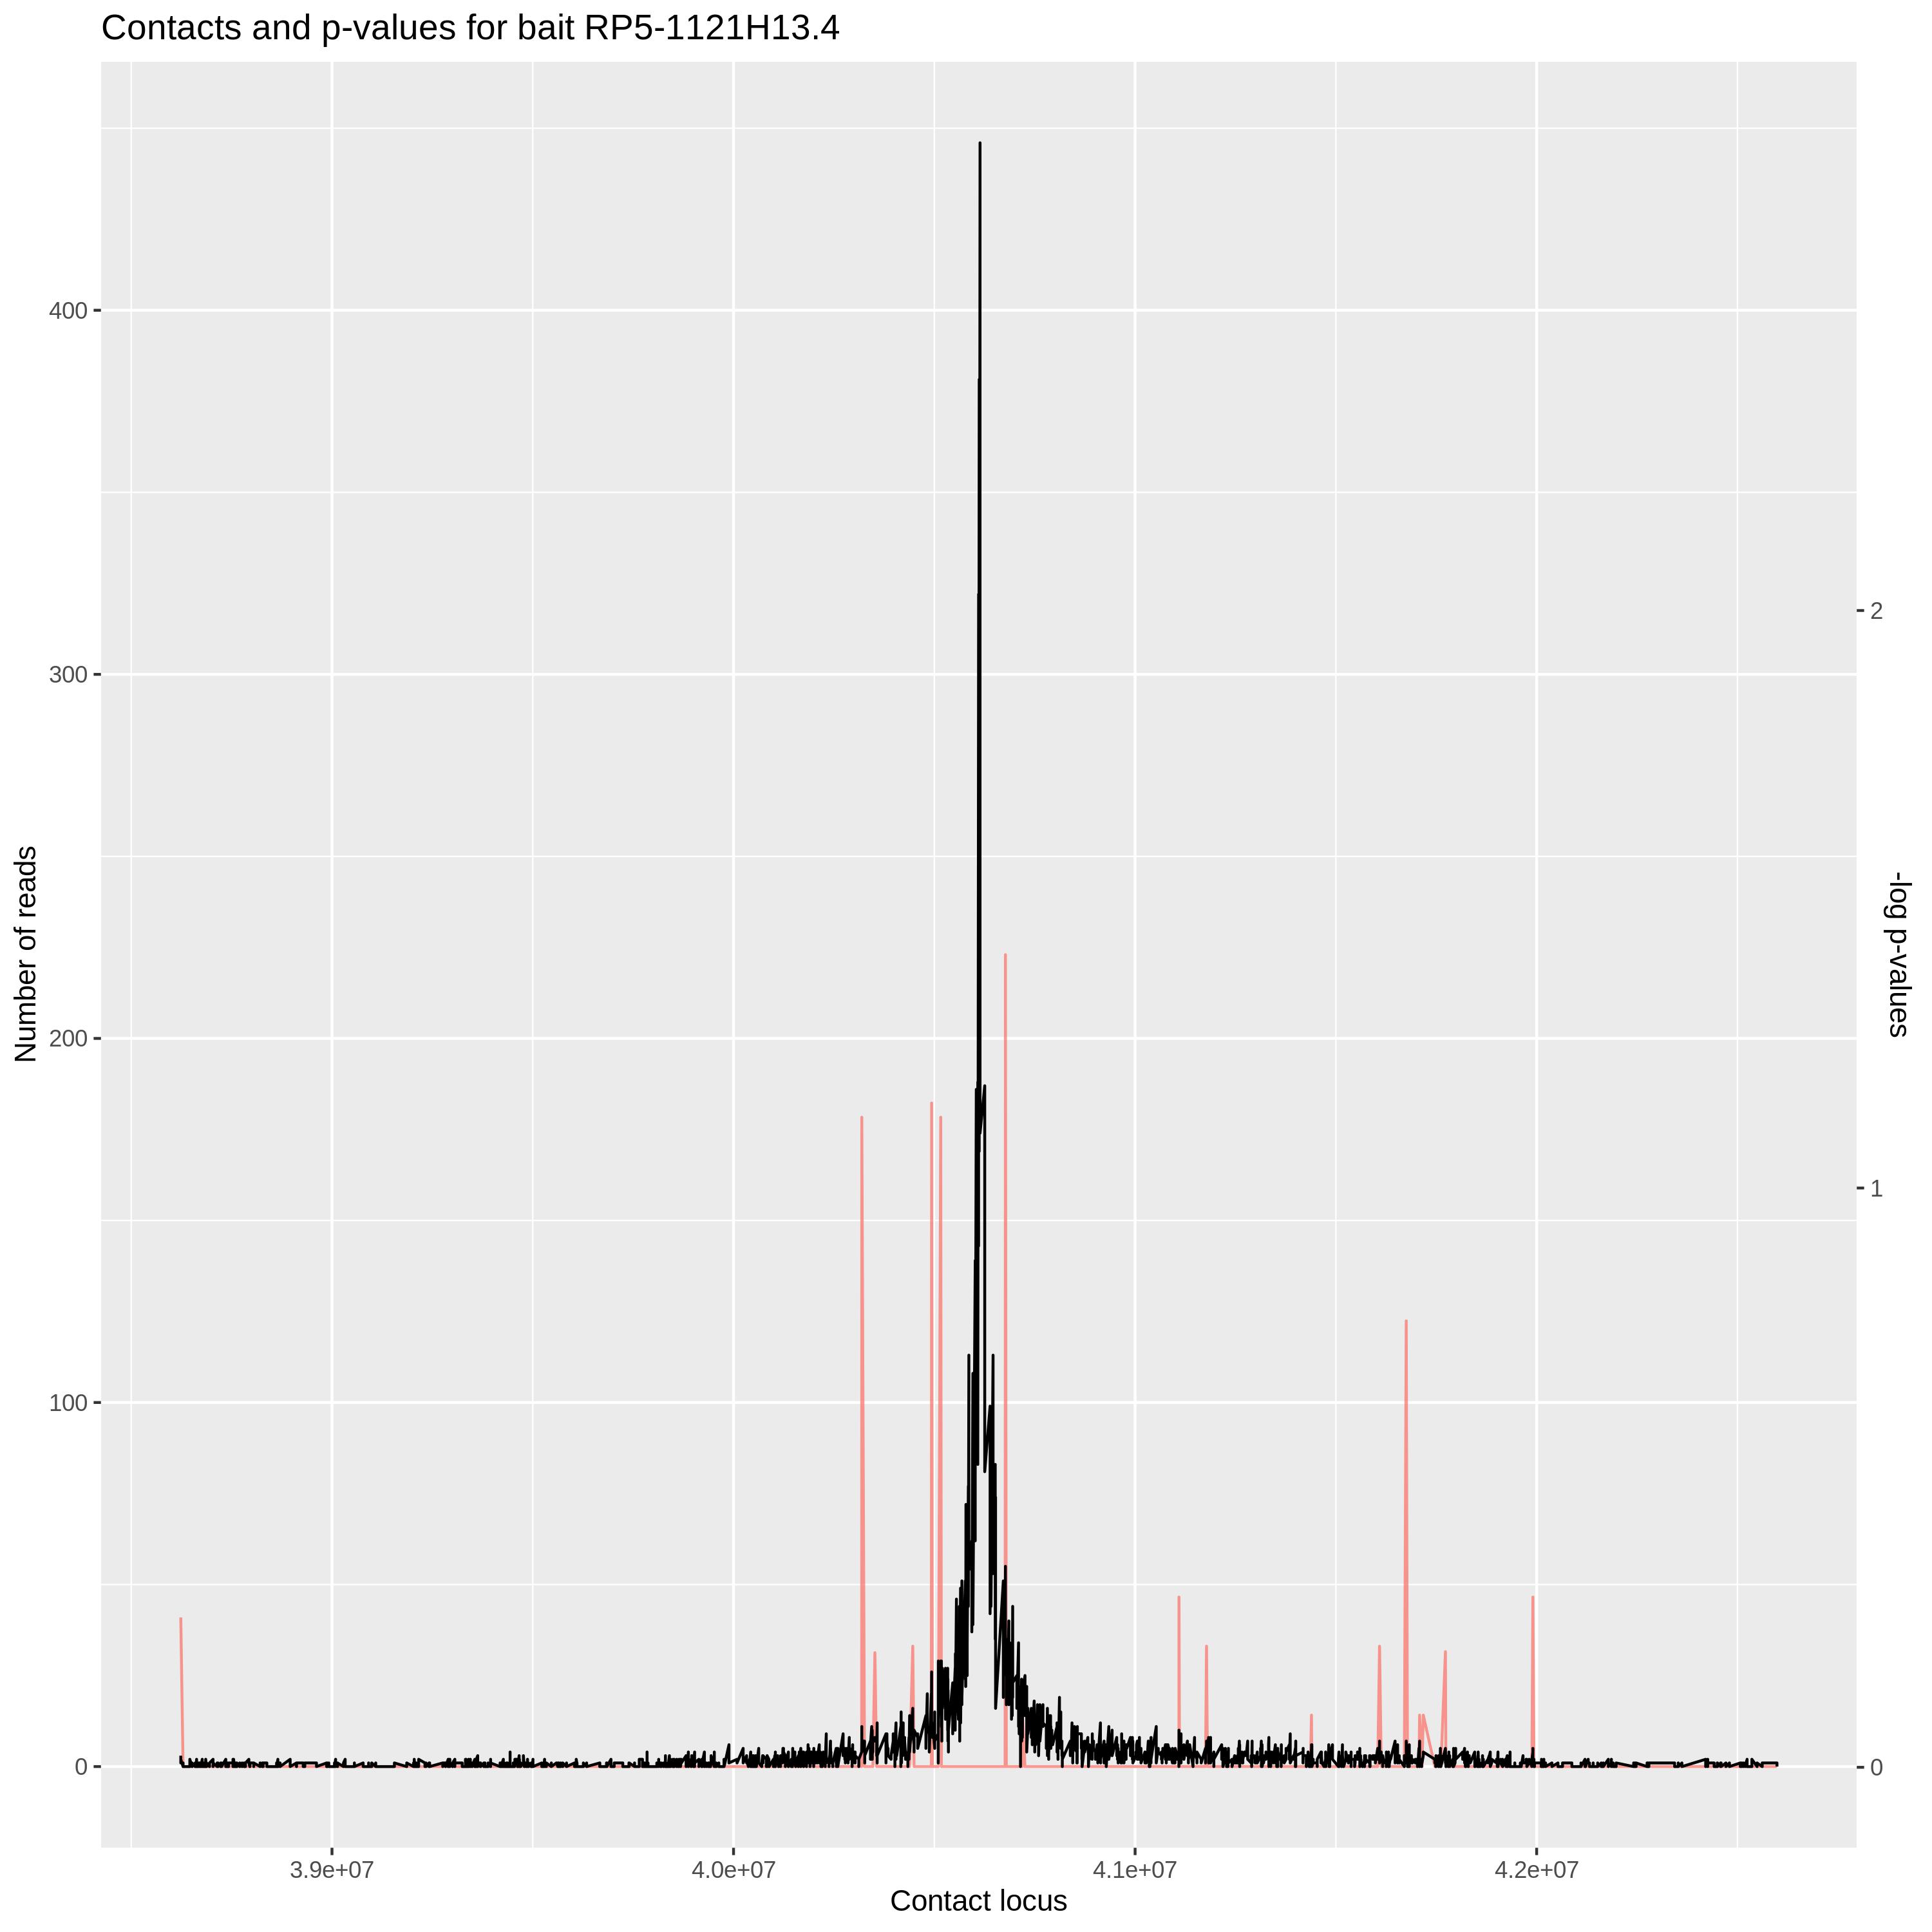 Contacts and p-values for bait RP5-1121H13.4
400
300
200
100
0
Number of reads
2
1
0
-log p-values
3.9e+07
4.0e+07
4.1e+07
4.2e+07
Contact locus